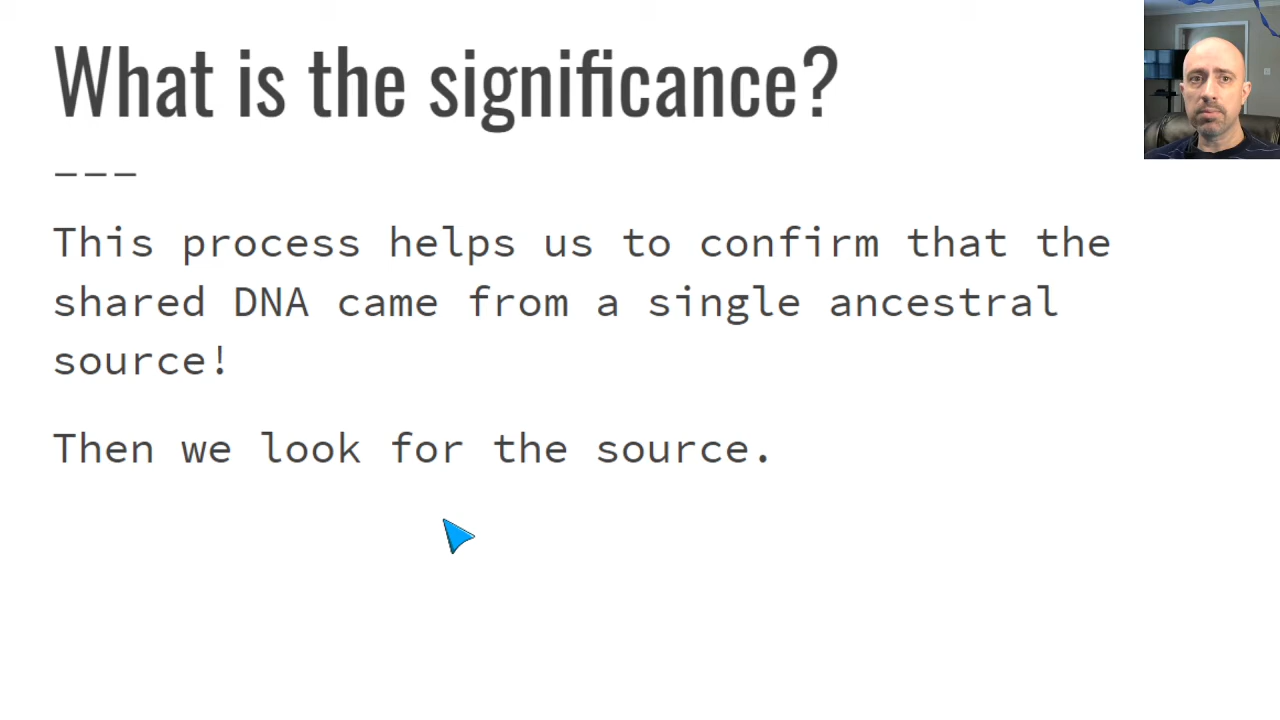 What is the significance?
---
This process helps us to confirm that the
shared DNA came from a single ancestral
source!
Then we look for the source.